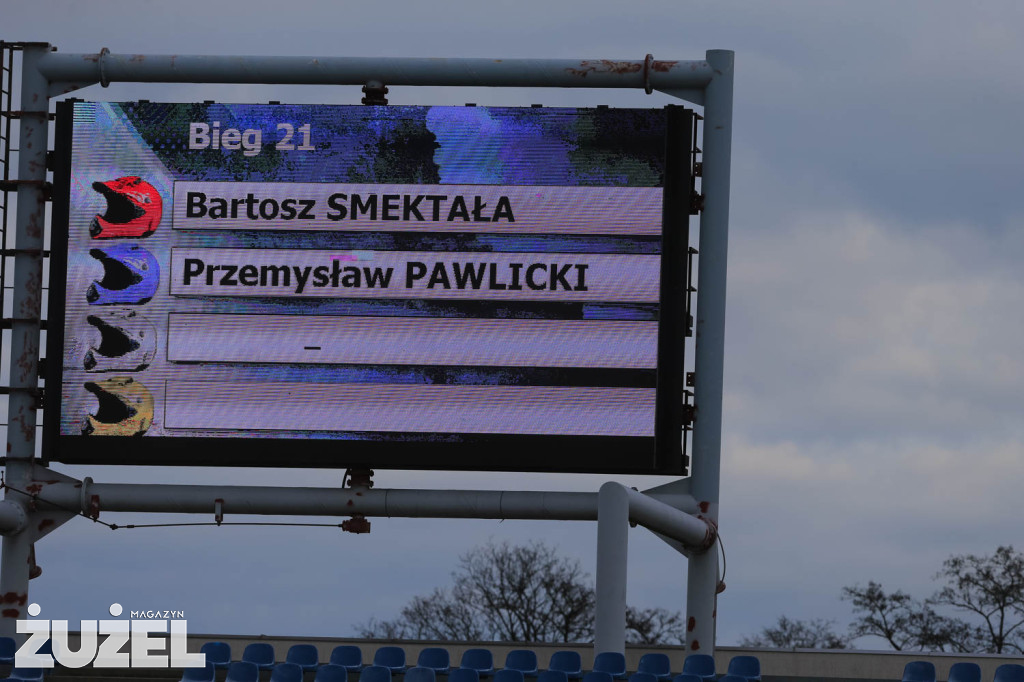 Bieg 21
Bartosz SMEKTAŁA
Przemysław PAWLICKI
MAGAZYN
ŻUŻEL